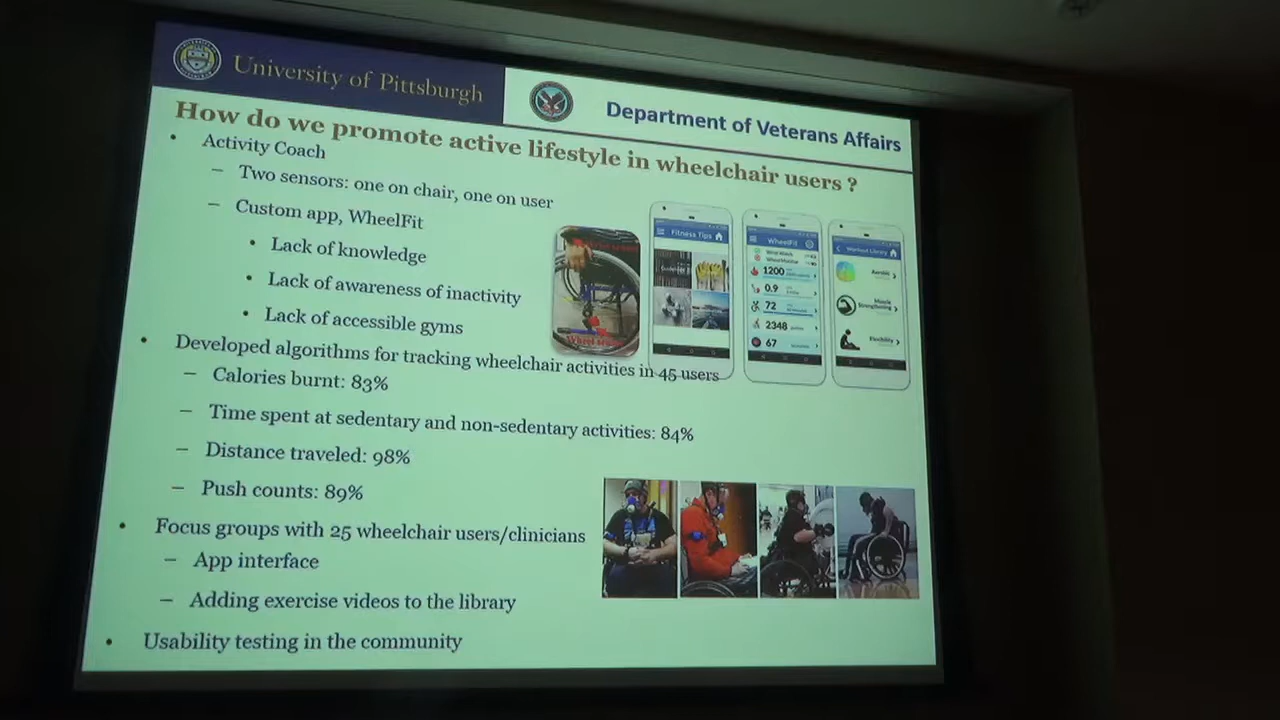 University of Pittsburgh
Department of Veterans Affairs
How do we promote active lifestyle in wheelchair users ?
• Activity Coach
– Two sensors: one on chair, one on user
– Custom app, WheelFit
• Lack of knowledge
• Lack of awareness of inactivity
• Lack of accessible gyms
• Developed algorithms for tracking wheelchair activities in 45 users
– Calories burnt: 83%
– Time spent at sedentary and non-sedentary activities: 84%
– Distance traveled: 98%
– Push counts: 89%
• Focus groups with 25 wheelchair users/clinicians
– App interface
– Adding exercise videos to the library
• Usability testing in the community
Wheel
Fitness Tips
WheelFit
1200
0.9
72
2348
67
Workout Library
Aerobic
Muscle
Strengthening
Flexibility